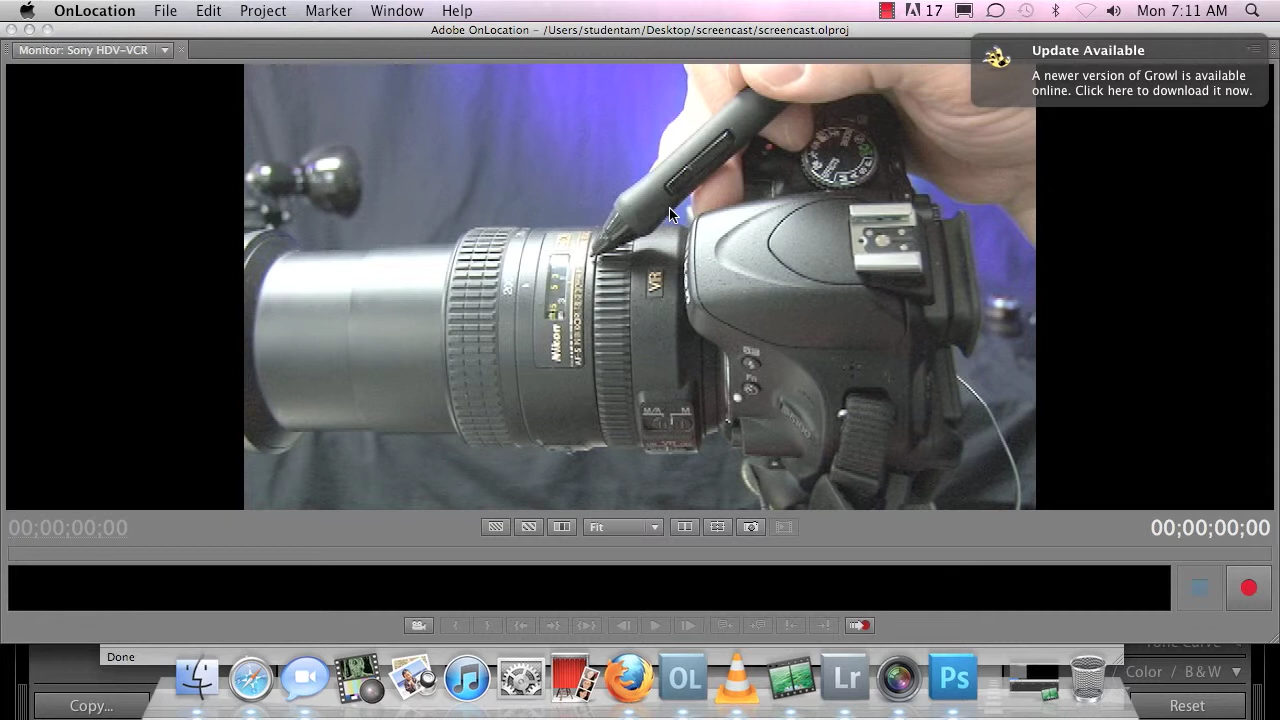 OnLocation File Edit Project Marker Window Help 17 Mon 7:11 AM
Adobe OnLocation – /Users/studentam/Desktop/screencast/screencast.olproj
Monitor: Sony HDV-VCR
Update Available
A newer version of Growl is available
online. Click here to download it now.
200
Nikon
VR
M/A M
Fn
00;00;00;00
Fit
00;00;00;00
Done
Color / B&W
Copy...
OL
Lr
Ps
Reset